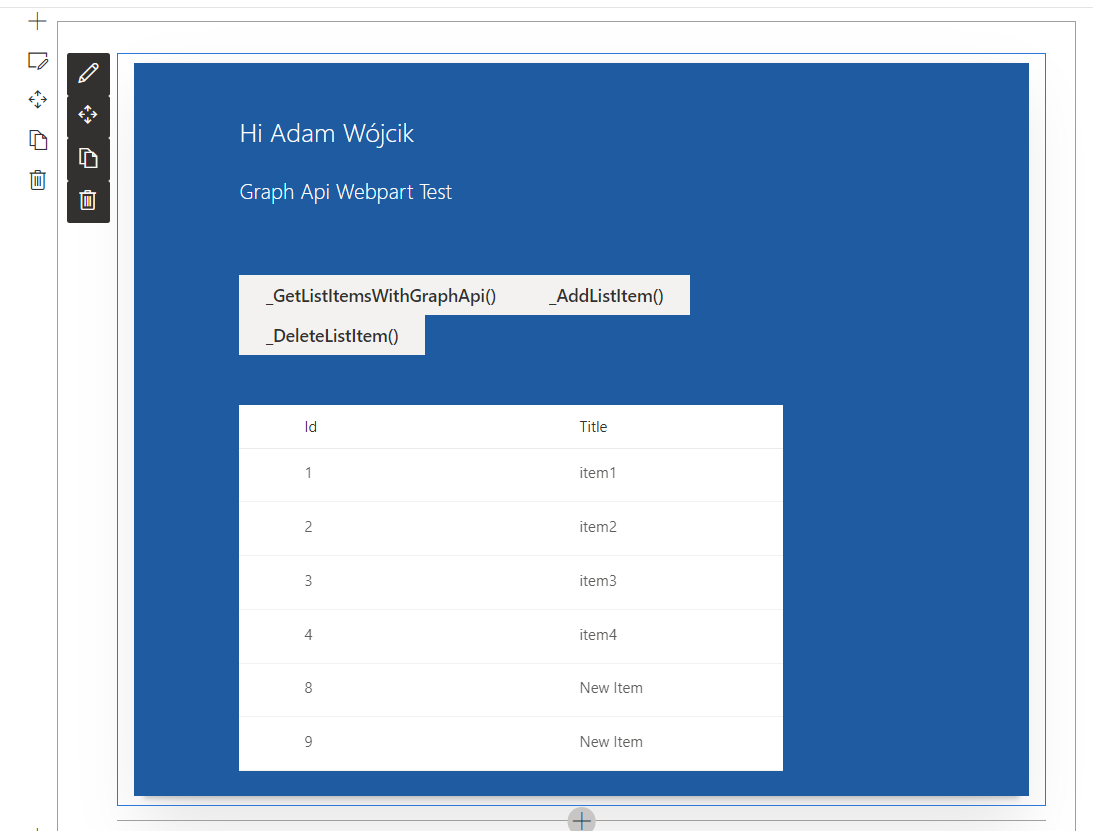 Hi Adam Wójcik
Graph Api Webpart Test
_GetListItemsWithGraphApi() _AddListItem()
_DeleteListItem()
Id Title
1 item1
2 item2
3 item3
4 item4
8 New Item
9 New Item